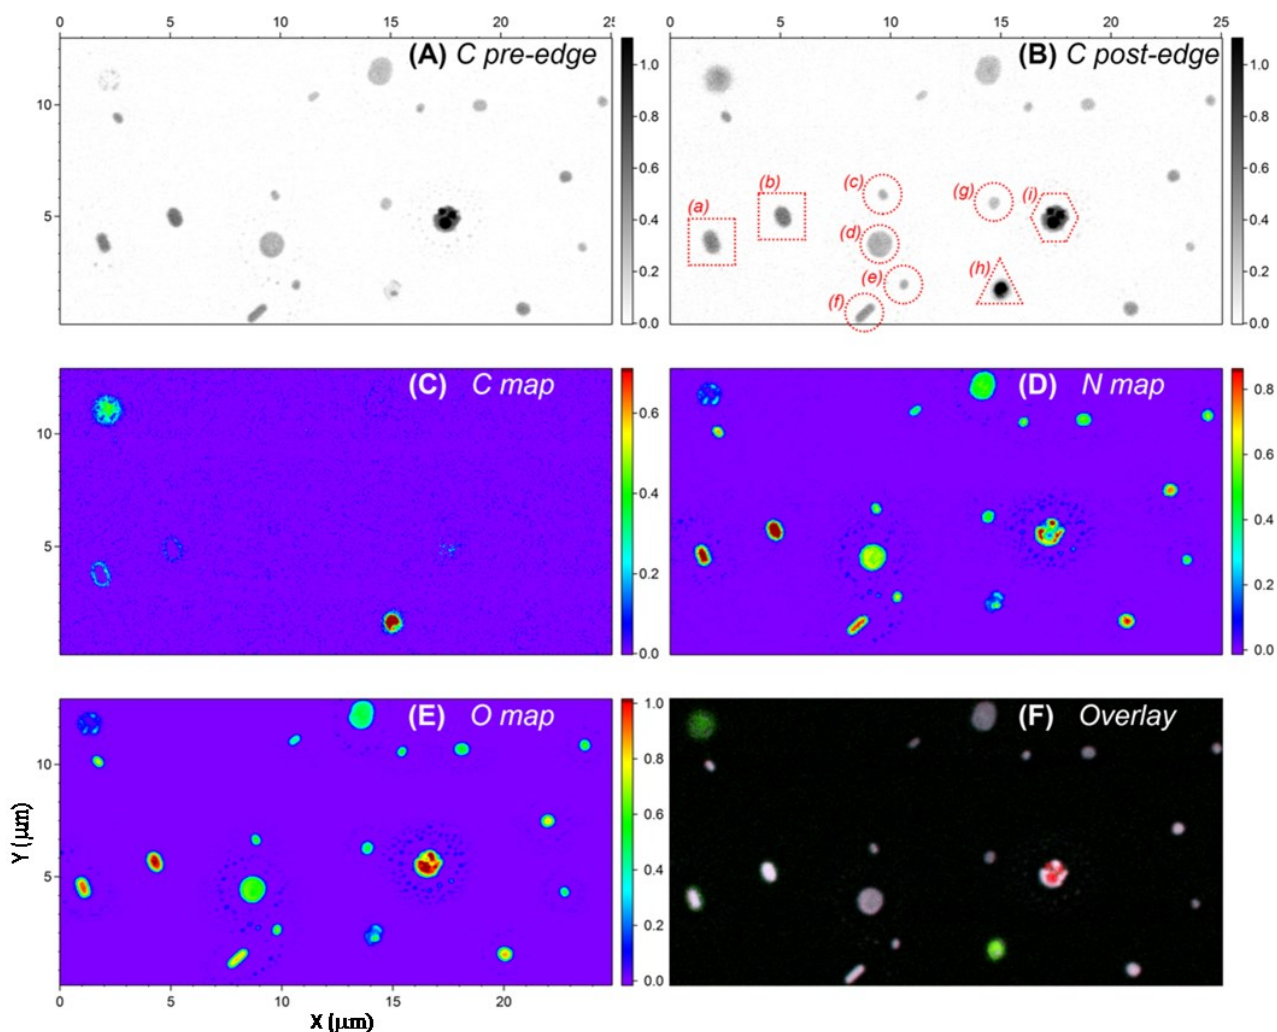 0 5 10 15 20 25
0 5 10 15 20 25
(A) C pre-edge
(B) C post-edge
1.0
0.8
0.6
0.4
0.2
0.0
10
5
1.0
0.8
0.6
0.4
0.2
0.0
(a)
(b)
(c)
(d)
(e)
(f)
(g)
(h)
(i)
(C) C map
(D) N map
10
5
0.6
0.4
0.2
0.0
0.8
0.6
0.4
0.2
0.0
(E) O map
(F) Overlay
10
5
1.0
0.8
0.6
0.4
0.2
0.0
Y (μm)
0 5 10 15 20
X (μm)